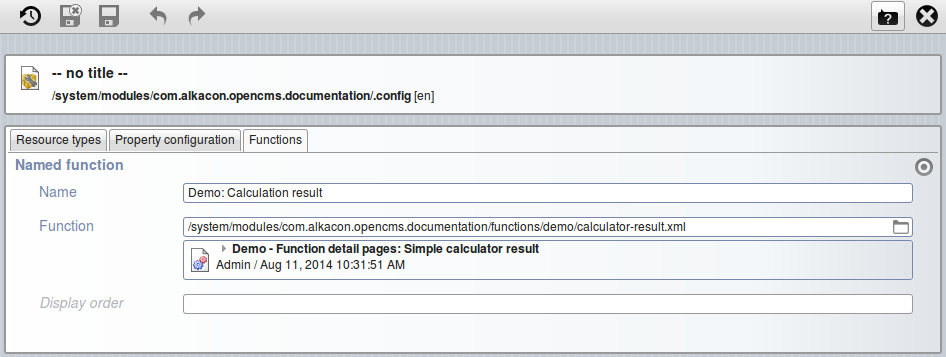 -- no title --
/system/modules/com.alkacon.opencms.documentation/.config [en]
Resource types Property configuration Functions
Named function
Name Demo: Calculation result
Function /system/modules/com.alkacon.opencms.documentation/functions/demo/calculator-result.xml
Demo - Function detail pages: Simple calculator result
Admin / Aug 11, 2014 10:31:51 AM
Display order